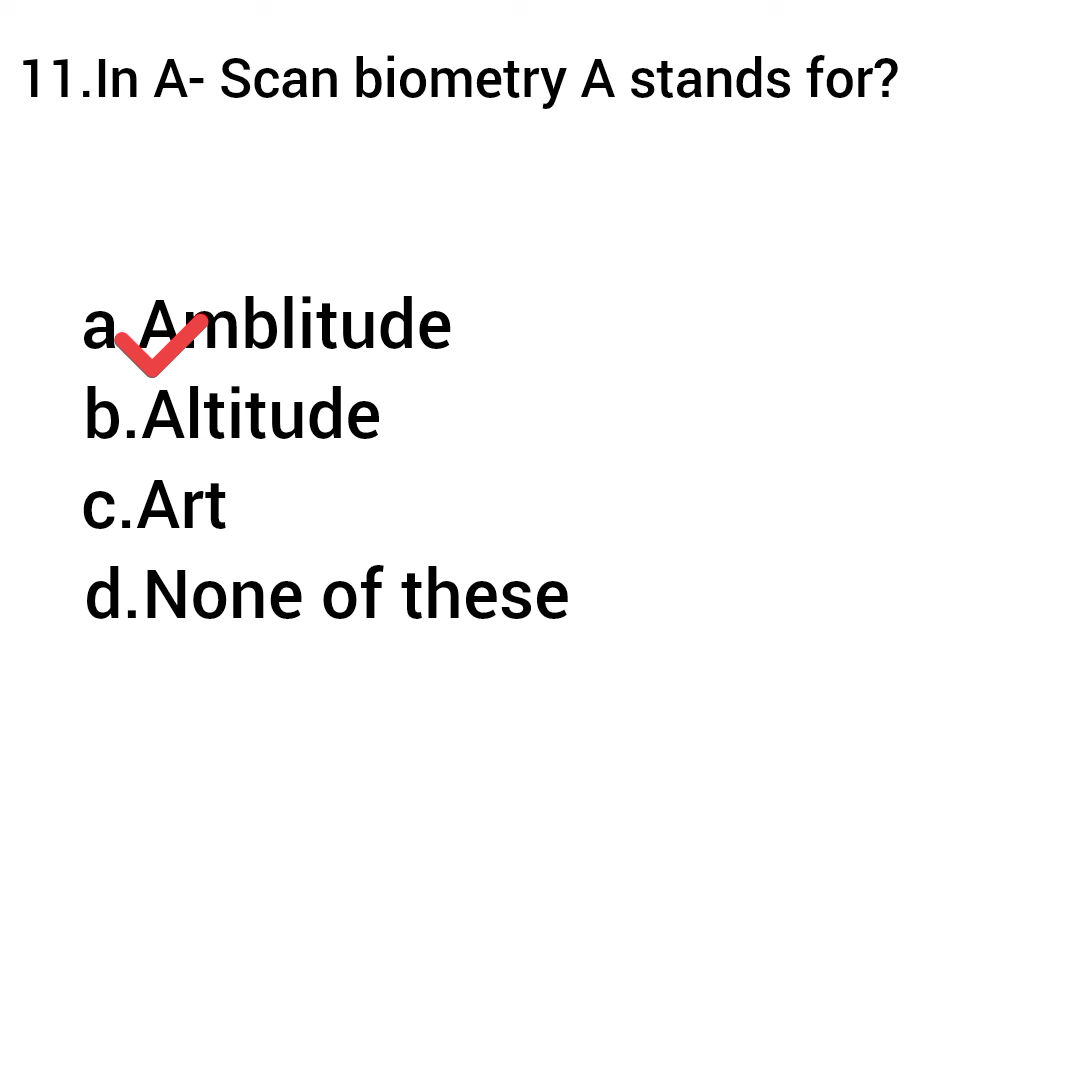 11.In A- Scan biometry A stands for?
a.Amblitude
b.Altitude
c.Art
d.None of these